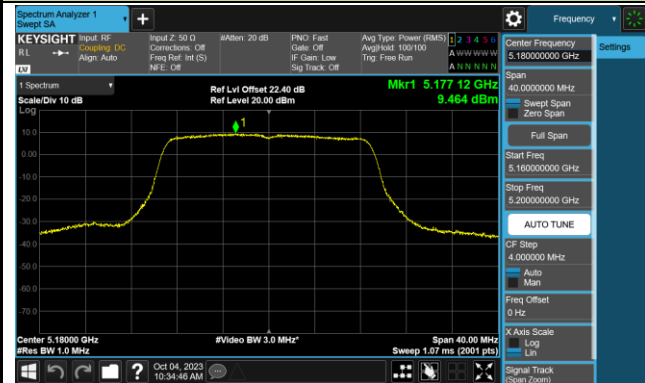 Spectrum Analyzer 1
Swept SA
Frequency
KEYSIGHT
RL
LXI
Input: RF
Coupling: DC
Align: Auto
Input Z: 50 Ω
Corrections: Off
Freq Ref: Int (S)
NFE: Off
#Atten: 20 dB
PNO: Fast
Gate: Off
IF Gain: Low
Sig Track: Off
Avg Type: Power (RMS)
Avg|Hold: 100/100
Trig: Free Run
1 2 3 4 5 6
A W W W W W
A N N N N N
1 Spectrum
Scale/Div 10 dB
Log
Ref Lvl Offset 22.40 dB
Ref Level 20.00 dBm
Mkr1 5.177 12 GHz
9.464 dBm
1
10.0
0.00
-10.0
-20.0
-30.0
-40.0
-50.0
-60.0
-70.0
Center 5.18000 GHz
#Res BW 1.0 MHz
#Video BW 3.0 MHz*
Span 40.00 MHz
Sweep 1.07 ms (2001 pts)
Oct 04, 2023
10:34:46 AM
Center Frequency
5.180000000 GHz
Settings
Span
40.0000000 MHz
Swept Span
Zero Span
Full Span
Start Freq
5.160000000 GHz
Stop Freq
5.200000000 GHz
AUTO TUNE
CF Step
4.000000 MHz
Auto
Man
Freq Offset
0 Hz
X Axis Scale
Log
Lin
Signal Track
(Span Zoom)